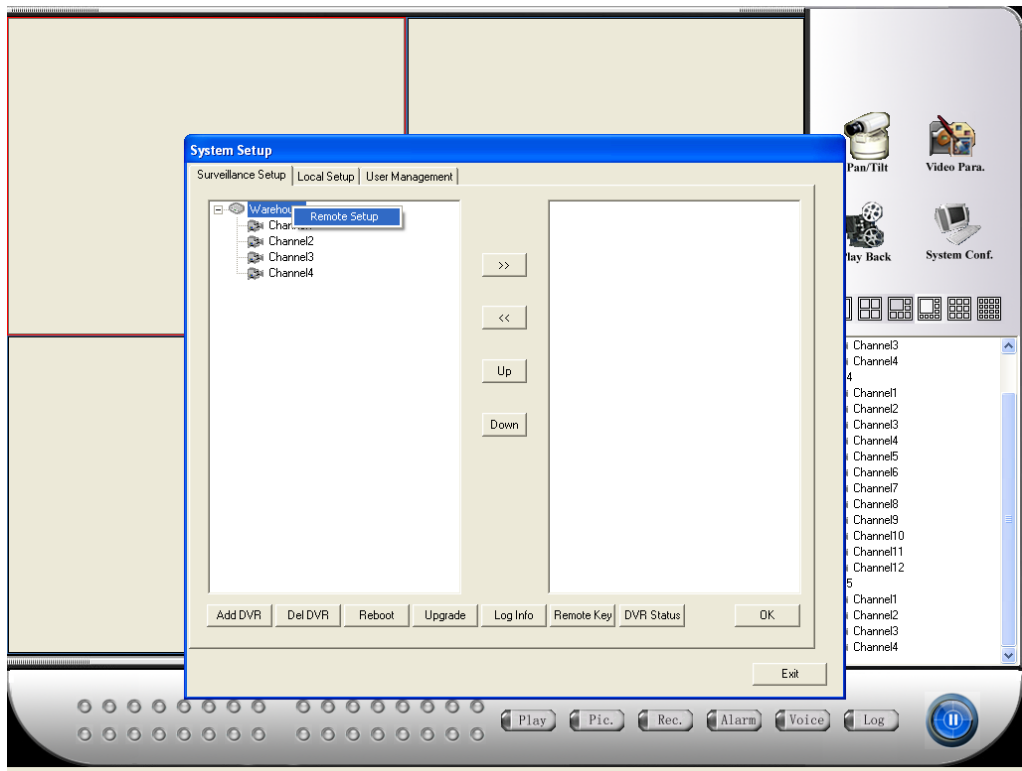 System Setup
Surveillance Setup Local Setup User Management
Remote Setup
Channel2
Channel3
Channel4
>>
<<
Up
Down
Add DVR Del DVR Reboot Upgrade Log Info Remote Key DVR Status OK
Exit
Pan/Tilt Video Para.
lay Back System Conf.
Channel3
Channel4
4
Channel1
Channel2
Channel3
Channel4
Channel5
Channel6
Channel7
Channel8
Channel9
Channel10
Channel11
Channel12
5
Channel1
Channel2
Channel3
Channel4
Play Pic. Rec. Alarm Voice Log